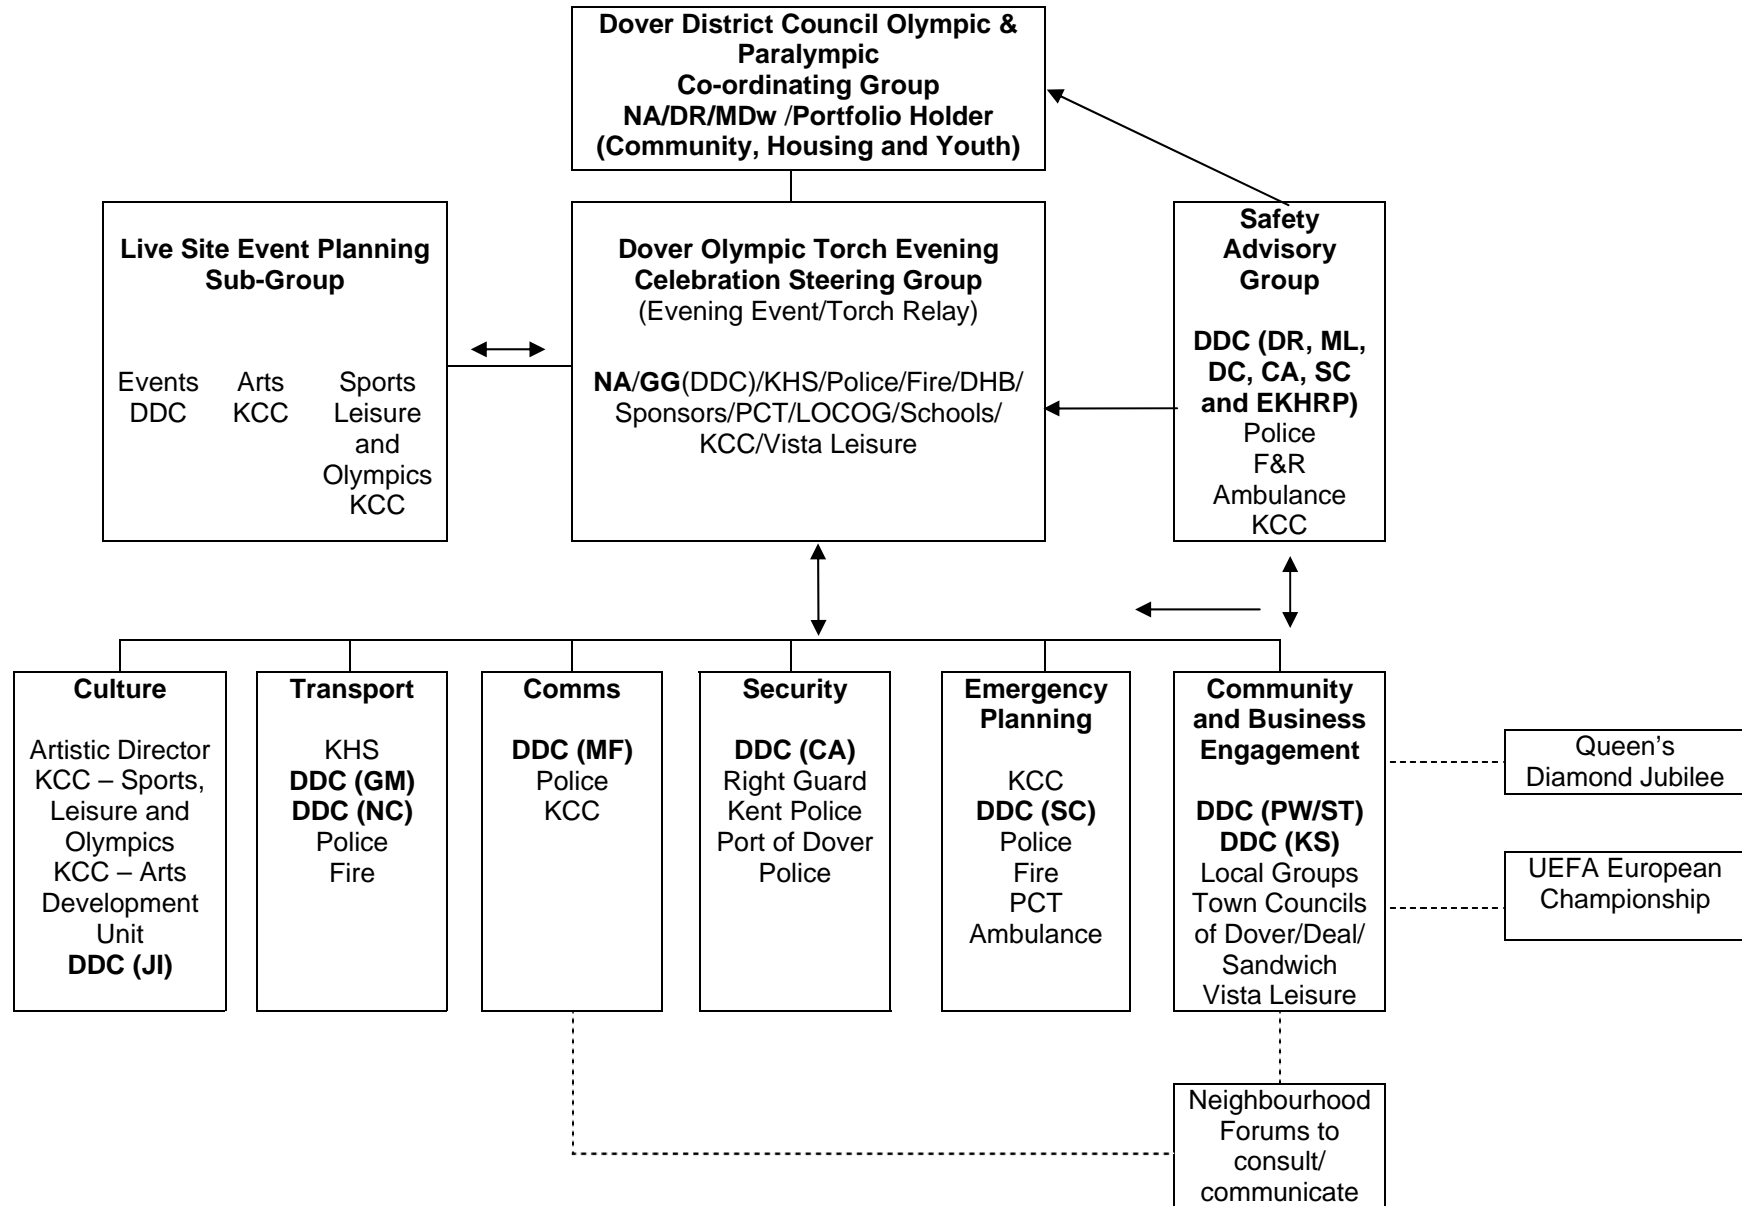 Dover District Council Olympic &
Paralympic
Co-ordinating Group
NA/DR/MDw /Portfolio Holder
(Community, Housing and Youth)
Live Site Event Planning
Sub-Group
Events
DDC
Arts
KCC
Sports
Leisure
and
Olympics
KCC
Dover Olympic Torch Evening
Celebration Steering Group
(Evening Event/Torch Relay)
NA/GG(DDC)/KHS/Police/Fire/DHB/
Sponsors/PCT/LOCOG/Schools/
KCC/Vista Leisure
Safety
Advisory
Group
DDC (DR, ML,
DC, CA, SC
and EKHRP)
Police
F&R
Ambulance
KCC
Culture
Artistic Director
KCC – Sports,
Leisure and
Olympics
KCC – Arts
Development
Unit
DDC (JI)
Transport
KHS
DDC (GM)
DDC (NC)
Police
Fire
Comms
DDC (MF)
Police
KCC
Security
DDC (CA)
Right Guard
Kent Police
Port of Dover
Police
Emergency
Planning
KCC
DDC (SC)
Police
Fire
PCT
Ambulance
Community
and Business
Engagement
DDC (PW/ST)
DDC (KS)
Local Groups
Town Councils
of Dover/Deal/
Sandwich
Vista Leisure
Queen’s
Diamond Jubilee
UEFA European
Championship
Neighbourhood
Forums to
consult/
communicate